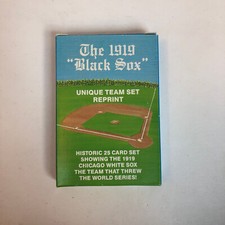 The 1919
"Black Sox"
UNIQUE TEAM SET
REPRINT
HISTORIC 25 CARD SET
SHOWING THE 1919
CHICAGO WHITE SOX
THE TEAM THAT THREW
THE WORLD SERIES!